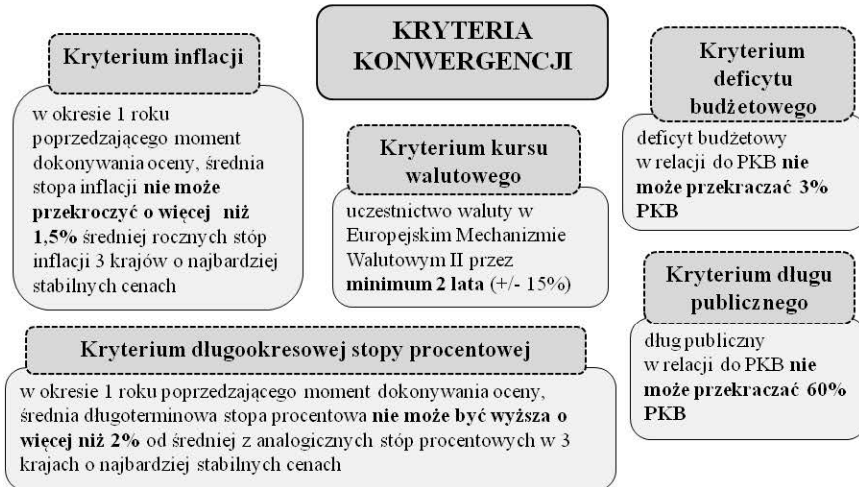 KRYTERIA
KONWERGENCJI
Kryterium inflacji
w okresie 1 roku
poprzedzającego moment
dokonywania oceny, średnia
stopa inflacji nie może
przekroczyć o więcej niż
1,5% średniej rocznych stóp
inflacji 3 krajów o najbardziej
stabilnych cenach
Kryterium kursu
walutowego
uczestnictwo waluty w
Europejskim Mechanizmie
Walutowym II przez
minimum 2 lata (+/- 15%)
Kryterium
deficytu
budżetowego
deficyt budżetowy
w relacji do PKB nie
może przekraczać 3%
PKB
Kryterium długu
publicznego
dług publiczny
w relacji do PKB nie
może przekraczać 60%
PKB
Kryterium długookresowej stopy procentowej
w okresie 1 roku poprzedzającego moment dokonywania oceny,
średnia długoterminowa stopa procentowa nie może być wyższa o
więcej niż 2% od średniej z analogicznych stóp procentowych w 3
krajach o najbardziej stabilnych cenach